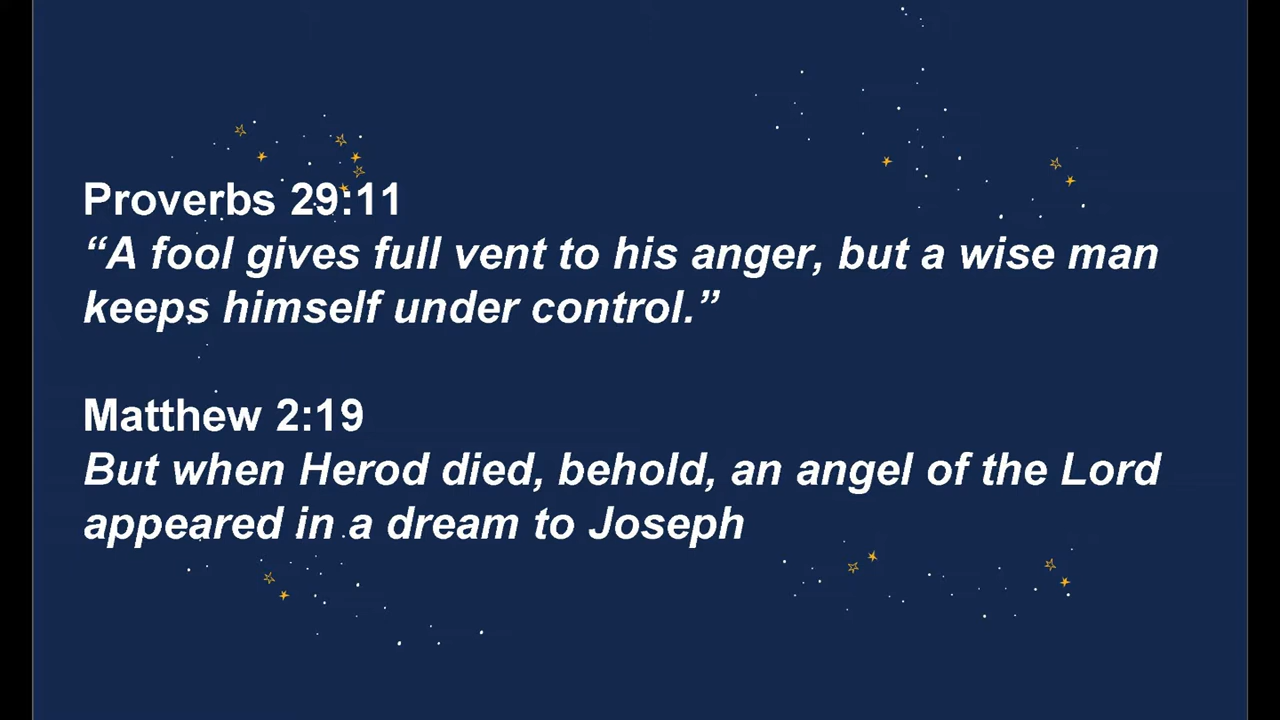 Proverbs 29:11
“A fool gives full vent to his anger, but a wise man
keeps himself under control.”
Matthew 2:19
But when Herod died, behold, an angel of the Lord
appeared in a dream to Joseph